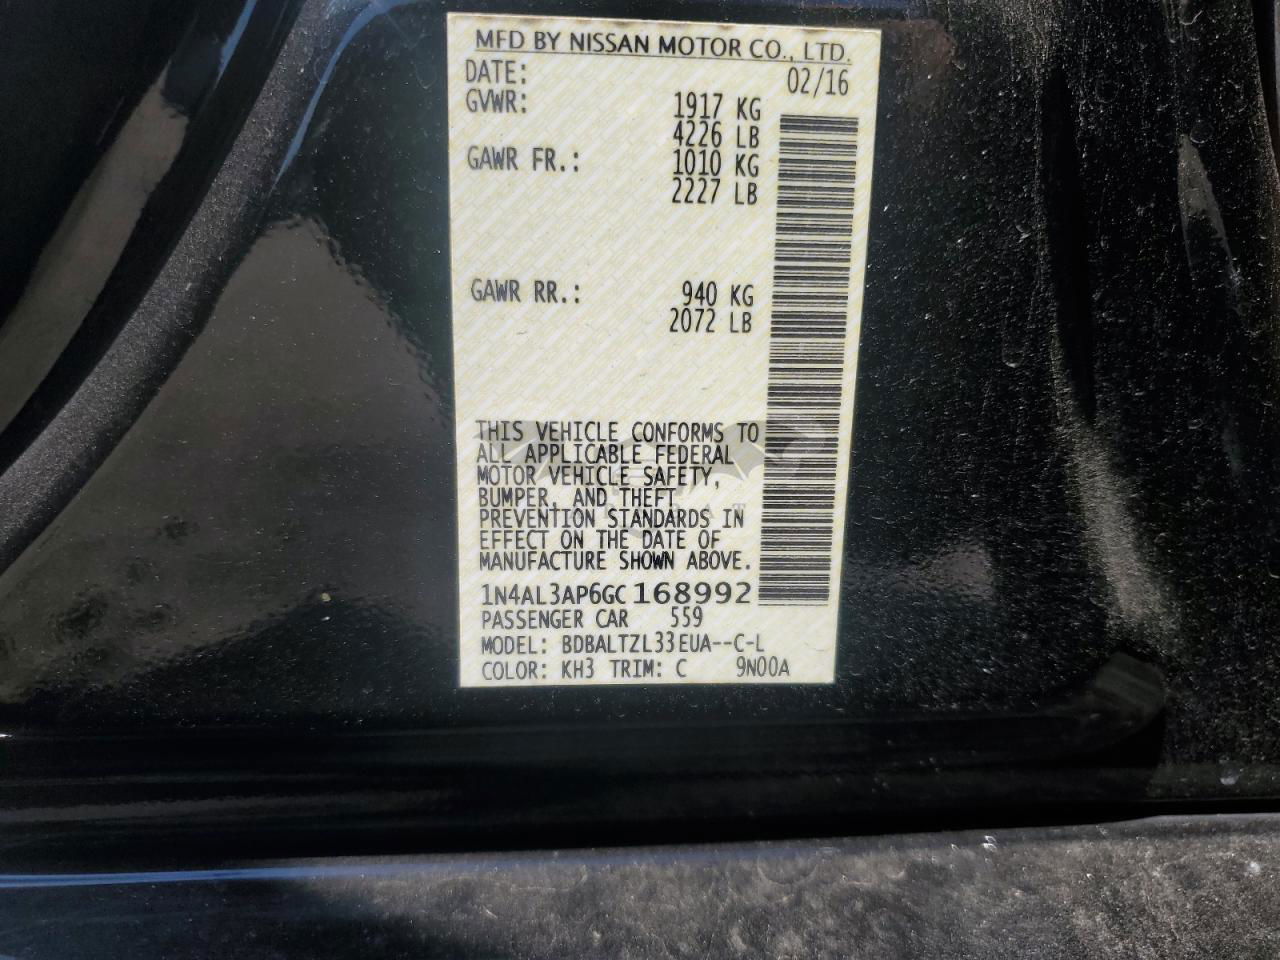 MFD BY NISSAN MOTOR CO., LTD.
DATE: 02/16
GVWR: 1917 KG
4226 LB
GAWR FR.: 1010 KG
2227 LB
GAWR RR.: 940 KG
2072 LB
THIS VEHICLE CONFORMS TO
ALL APPLICABLE FEDERAL
MOTOR VEHICLE SAFETY,
BUMPER, AND THEFT
PREVENTION STANDARDS IN
EFFECT ON THE DATE OF
MANUFACTURE SHOWN ABOVE.
1N4AL3AP6GC168992
PASSENGER CAR 559
MODEL: BDBALTZL33EUA--C-L
COLOR: KH3 TRIM: C 9N00A